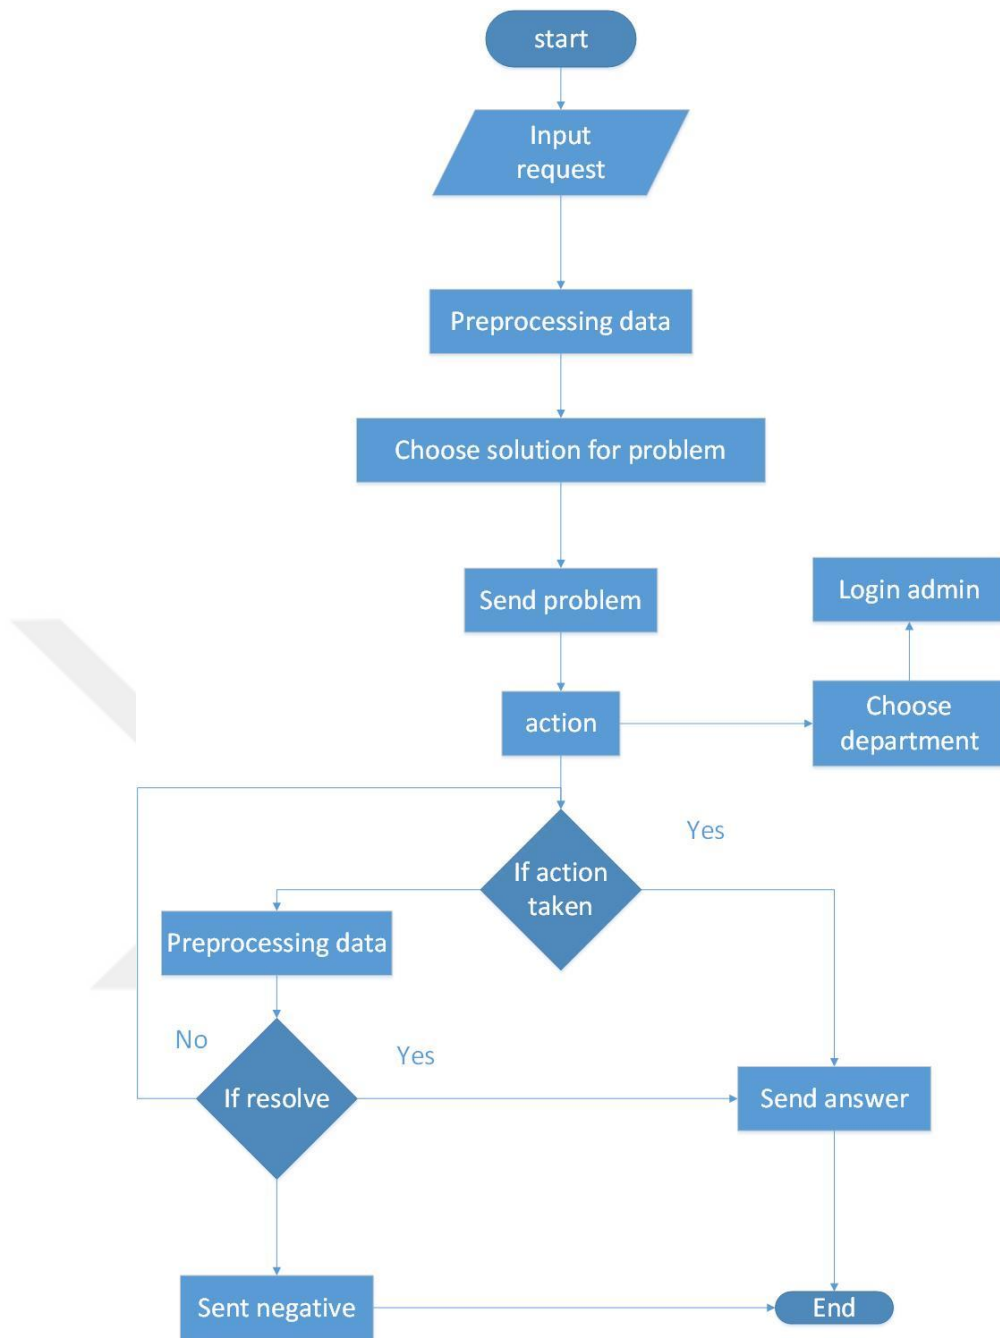 start
Input
request
Preprocessing data
Choose solution for problem
Send problem
Login admin
action
Choose
department
Yes
If action
taken
Preprocessing data
No
Yes
If resolve
Send answer
Sent negative
End